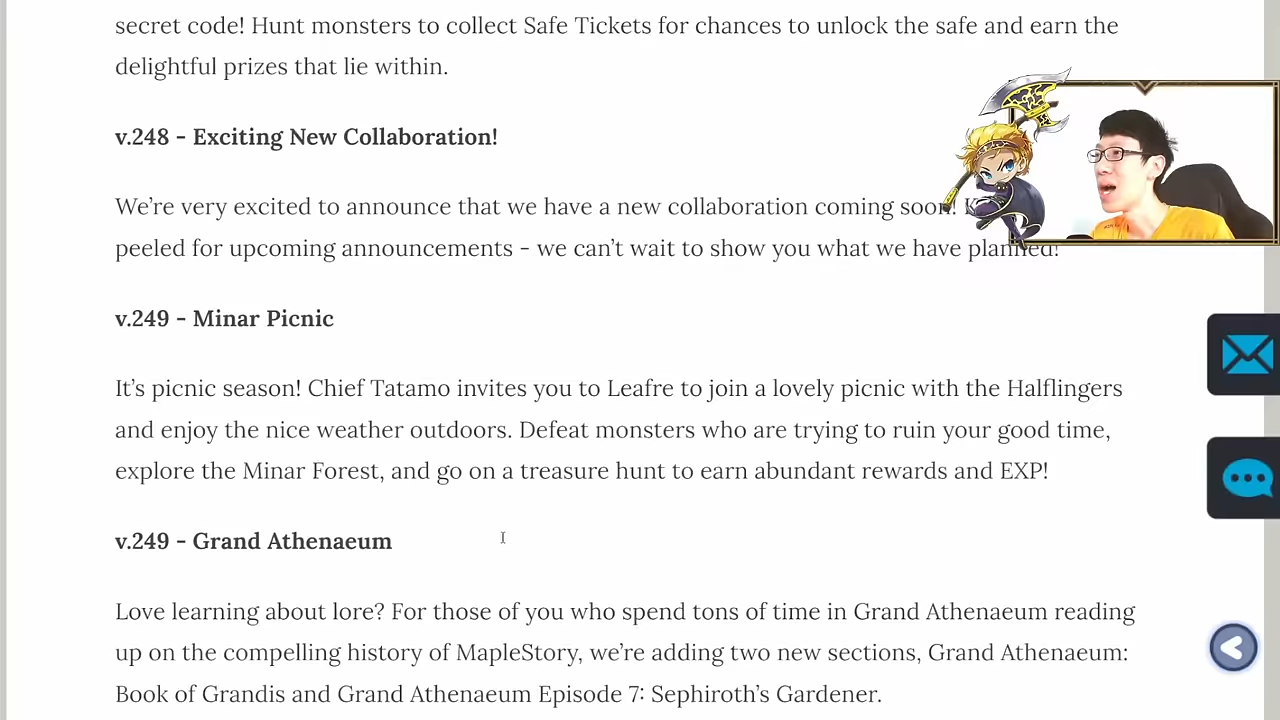 secret code! Hunt monsters to collect Safe Tickets for chances to unlock the safe and earn the
delightful prizes that lie within.
v.248 - Exciting New Collaboration!
We’re very excited to announce that we have a new collaboration coming soon!
peeled for upcoming announcements - we can’t wait to show you what we have planned!
v.249 - Minar Picnic
It’s picnic season! Chief Tatamo invites you to Leafre to join a lovely picnic with the Halflingers
and enjoy the nice weather outdoors. Defeat monsters who are trying to ruin your good time,
explore the Minar Forest, and go on a treasure hunt to earn abundant rewards and EXP!
v.249 - Grand Athenaeum
Love learning about lore? For those of you who spend tons of time in Grand Athenaeum reading
up on the compelling history of MapleStory, we’re adding two new sections, Grand Athenaeum:
Book of Grandis and Grand Athenaeum Episode 7: Sephiroth’s Gardener.